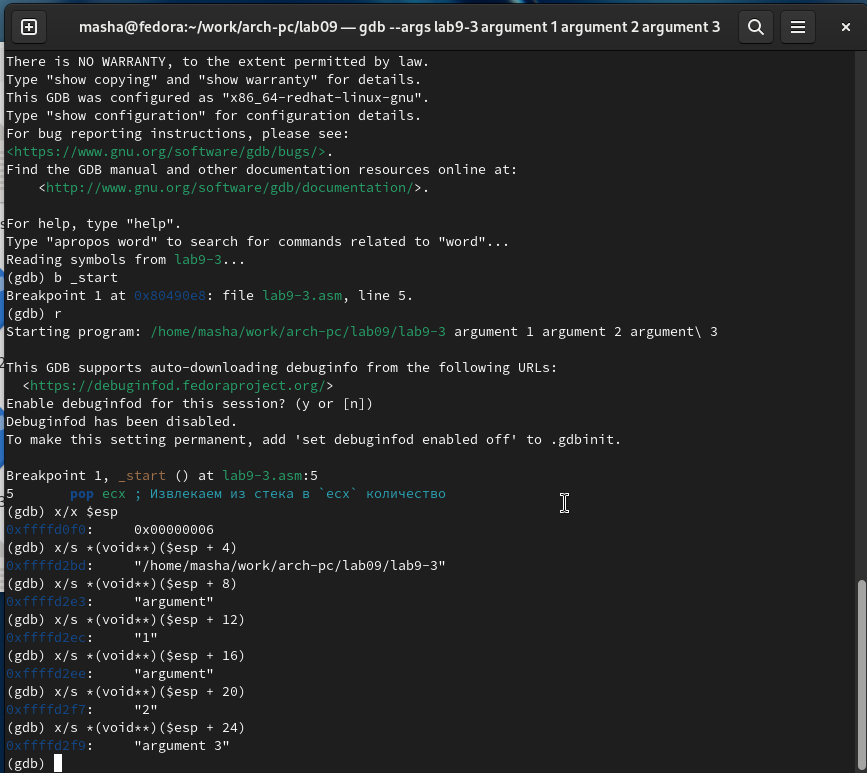 masha@fedora:~/work/arch-pc/lab09 — gdb --args lab9-3 argument 1 argument 2 argument 3
There is NO WARRANTY, to the extent permitted by law.
Type "show copying" and "show warranty" for details.
This GDB was configured as "x86_64-redhat-linux-gnu".
Type "show configuration" for configuration details.
For bug reporting instructions, please see:
<https://www.gnu.org/software/gdb/bugs/>.
Find the GDB manual and other documentation resources online at:
    <http://www.gnu.org/software/gdb/documentation/>.
For help, type "help".
Type "apropos word" to search for commands related to "word"...
Reading symbols from lab9-3...
(gdb) b _start
Breakpoint 1 at 0x80490e8: file lab9-3.asm, line 5.
(gdb) r
Starting program: /home/masha/work/arch-pc/lab09/lab9-3 argument 1 argument 2 argument\ 3
This GDB supports auto-downloading debuginfo from the following URLs:
  <https://debuginfod.fedoraproject.org/>
Enable debuginfod for this session? (y or [n])
Debuginfod has been disabled.
To make this setting permanent, add 'set debuginfod enabled off' to .gdbinit.
Breakpoint 1, _start () at lab9-3.asm:5
5       pop ecx ; Извлекаем из стека в `ecx` количество
(gdb) x/x $esp
0xffffd0f0:     0x00000006
(gdb) x/s *(void**)($esp + 4)
0xffffd2bd:     "/home/masha/work/arch-pc/lab09/lab9-3"
(gdb) x/s *(void**)($esp + 8)
0xffffd2e3:     "argument"
(gdb) x/s *(void**)($esp + 12)
0xffffd2ec:     "1"
(gdb) x/s *(void**)($esp + 16)
0xffffd2ee:     "argument"
(gdb) x/s *(void**)($esp + 20)
0xffffd2f7:     "2"
(gdb) x/s *(void**)($esp + 24)
0xffffd2f9:     "argument 3"
(gdb)